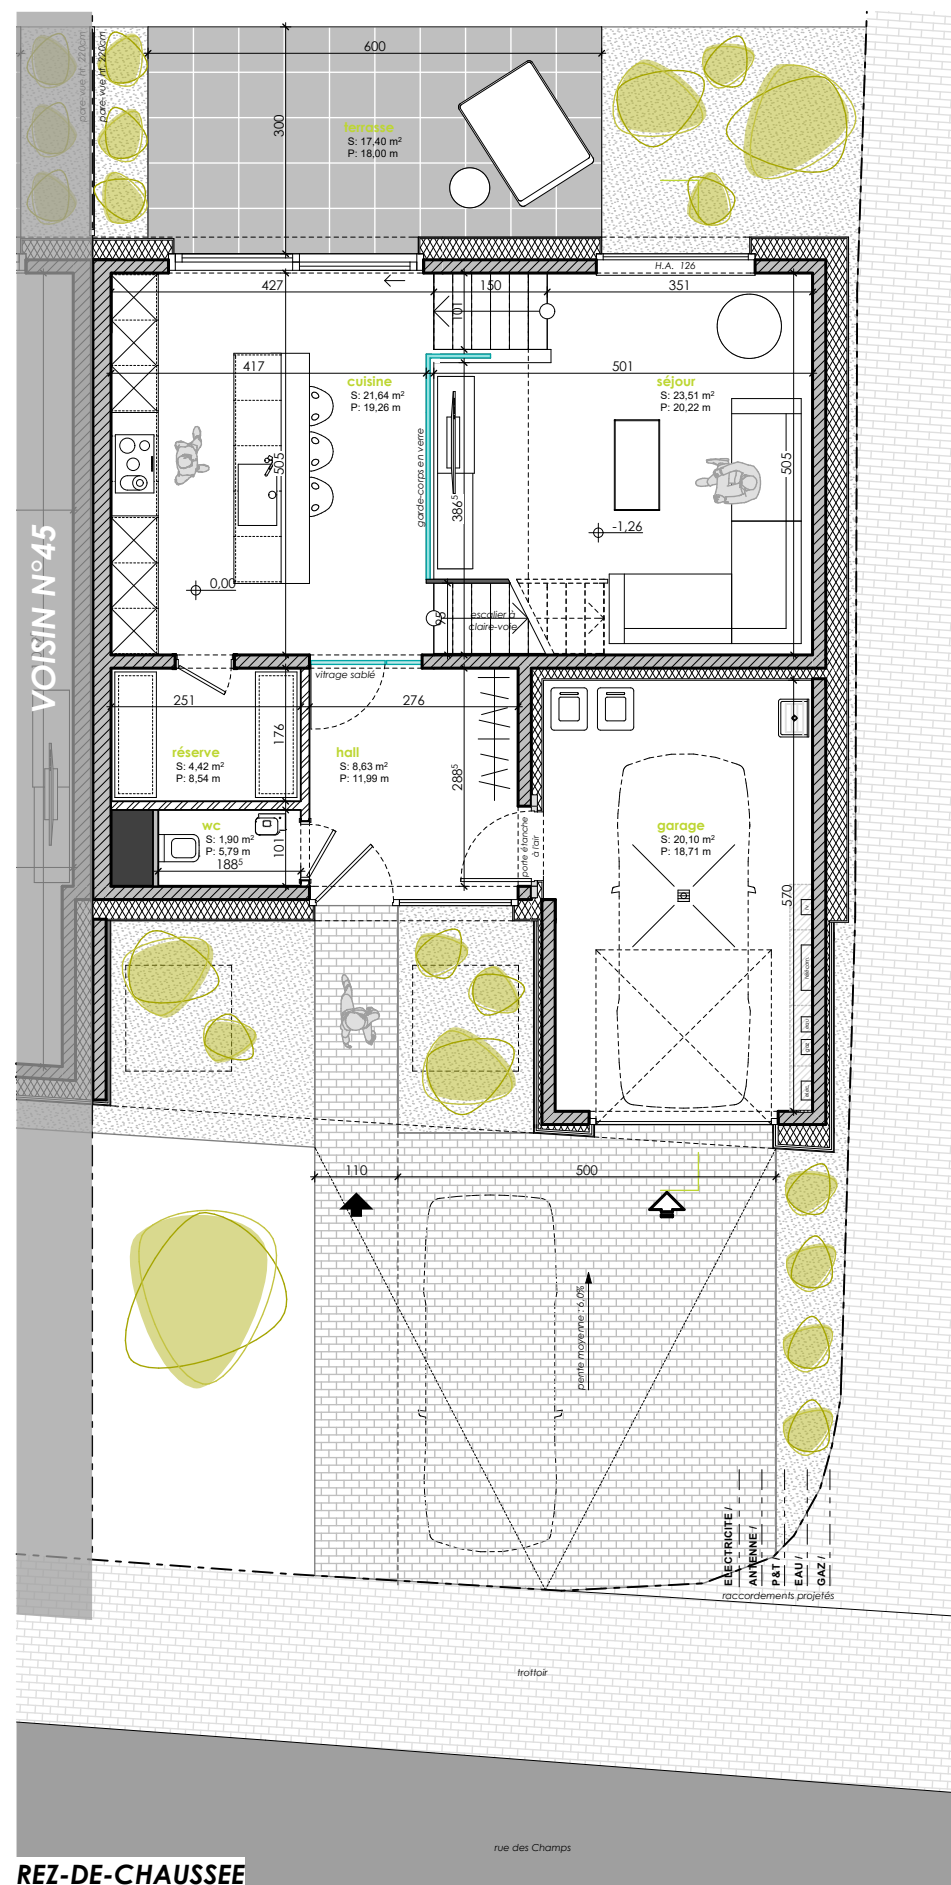 pare-vue ht. 220cm
pare-vue ht. 220cm
600
300
terrasse
S: 17,40 m²
P: 18,00 m
H.A. 126
427
150
351
101
417
501
cuisine
S: 21,64 m²
P: 19,26 m
séjour
S: 23,51 m²
P: 20,22 m
garde-corps en verre
505
386⁵
505
-1,26
0,00
VOISIN N°45
95
escalier à
claire-voie
vitrage sablé
251
276
176
réserve
S: 4,42 m²
P: 8,54 m
hall
S: 8,63 m²
P: 11,99 m
288⁵
wc
S: 1,90 m²
P: 5,79 m
188⁵
101
porte étanche
à l'air
garage
S: 20,10 m²
P: 18,71 m
570
eau
gaz
élec.
110
500
pente moyenne : 6,0%
ELECTRICITE /
ANTENNE /
P&T /
EAU /
GAZ /
raccordements projetés
trottoir
rue des Champs
REZ-DE-CHAUSSEE